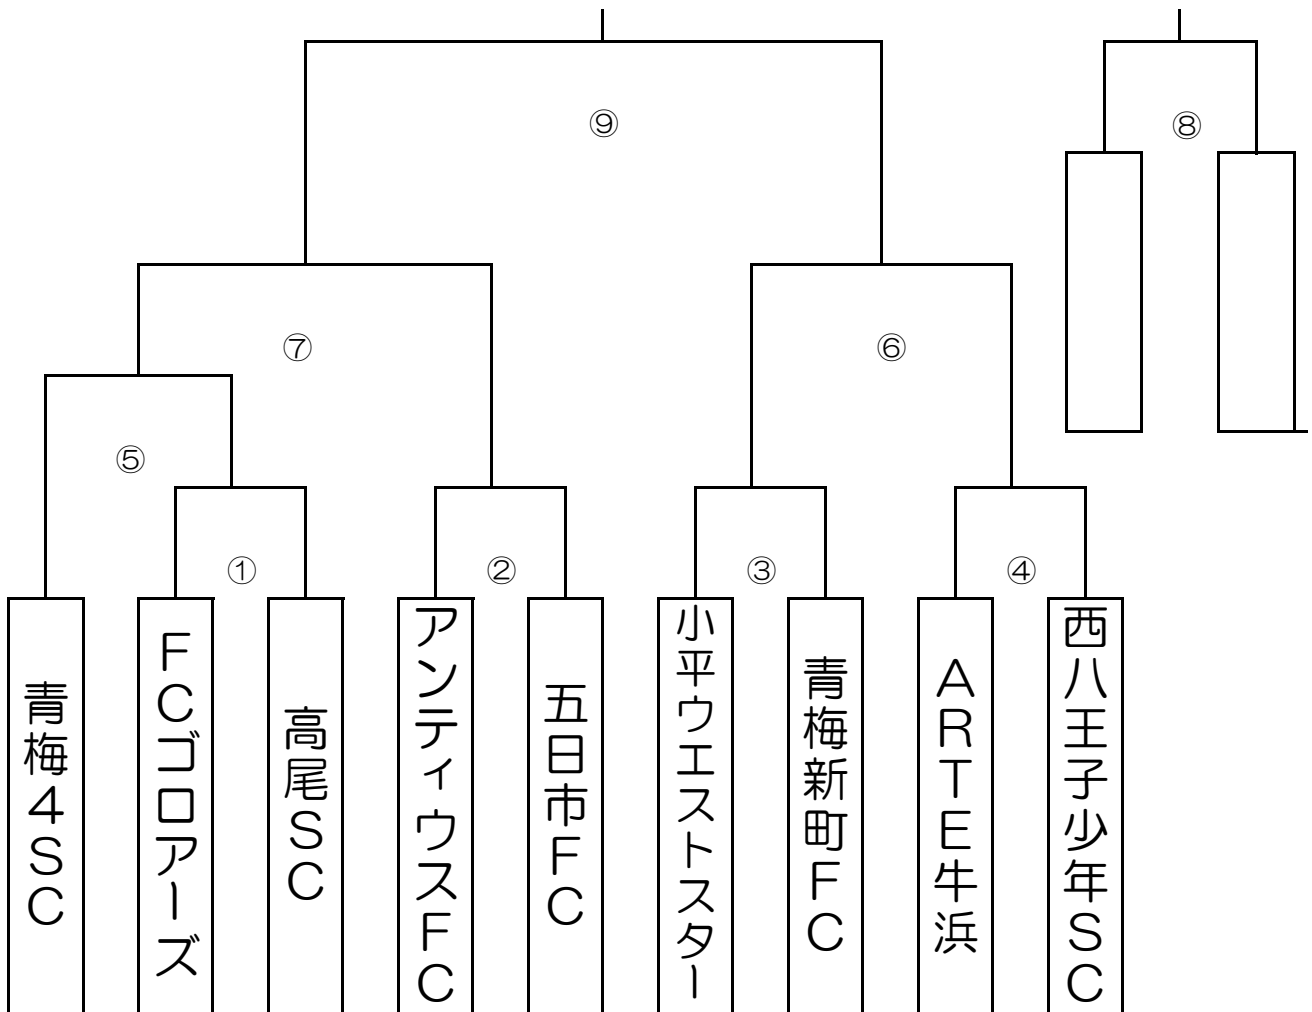 ⑨
⑧
⑦
⑥
⑤
①
②
③
④
青梅4SC
FCゴロアーズ
高尾SC
アンティウスFC
五日市FC
小平ウエストスター
青梅新町FC
ARTE牛浜
西八王子少年SC